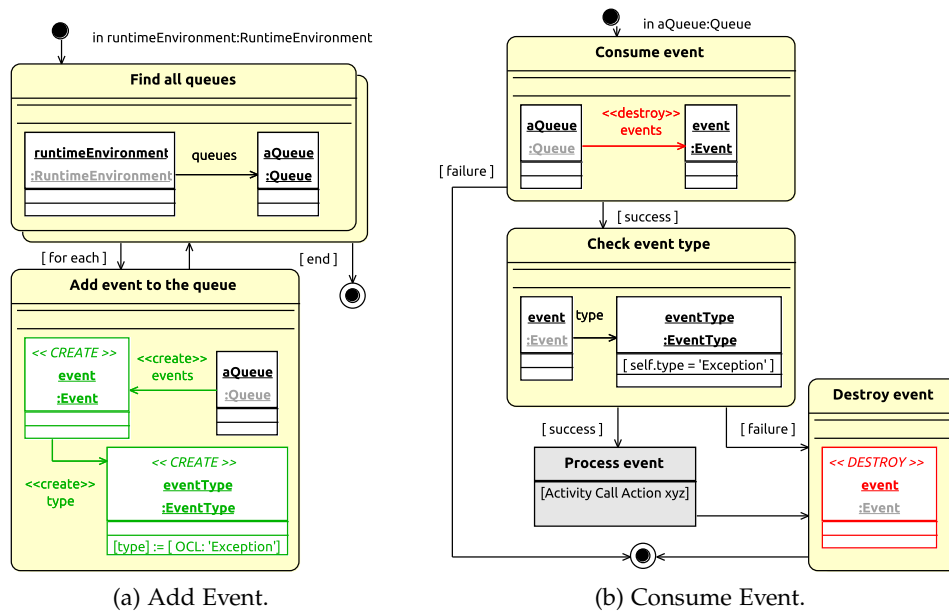 in runtimeEnvironment:RuntimeEnvironment
Find all queues
runtimeEnvironment
:RuntimeEnvironment
queues
aQueue
:Queue
[ for each ]
[ end ]
Add event to the queue
<< CREATE >>
event
:Event
<<create>>
events
aQueue
:Queue
<<create>>
type
<< CREATE >>
eventType
:EventType
[type] := [ OCL: 'Exception']
(a) Add Event.
in aQueue:Queue
Consume event
aQueue
:Queue
<<destroy>>
events
event
:Event
[ failure ]
[ success ]
Check event type
event
:Event
type
eventType
:EventType
[ self.type = 'Exception' ]
[ success ]
[ failure ]
Process event
[Activity Call Action xyz]
Destroy event
<< DESTROY >>
event
:Event
(b) Consume Event.